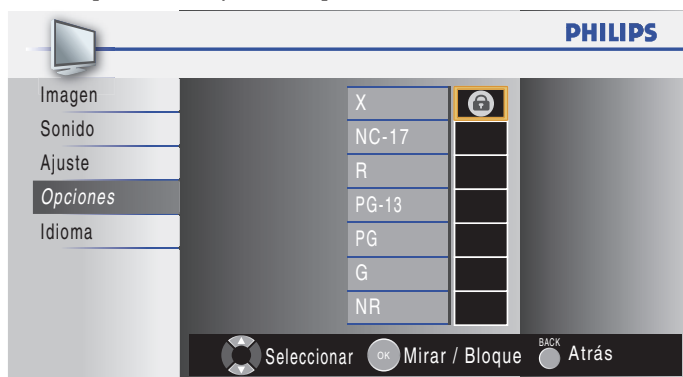 PHILIPS
Imagen
Sonido
Ajuste
Opciones
Idioma
X
NC-17
R
PG-13
PG
G
NR
Seleccionar OK Mirar / Bloque BACK Atrás